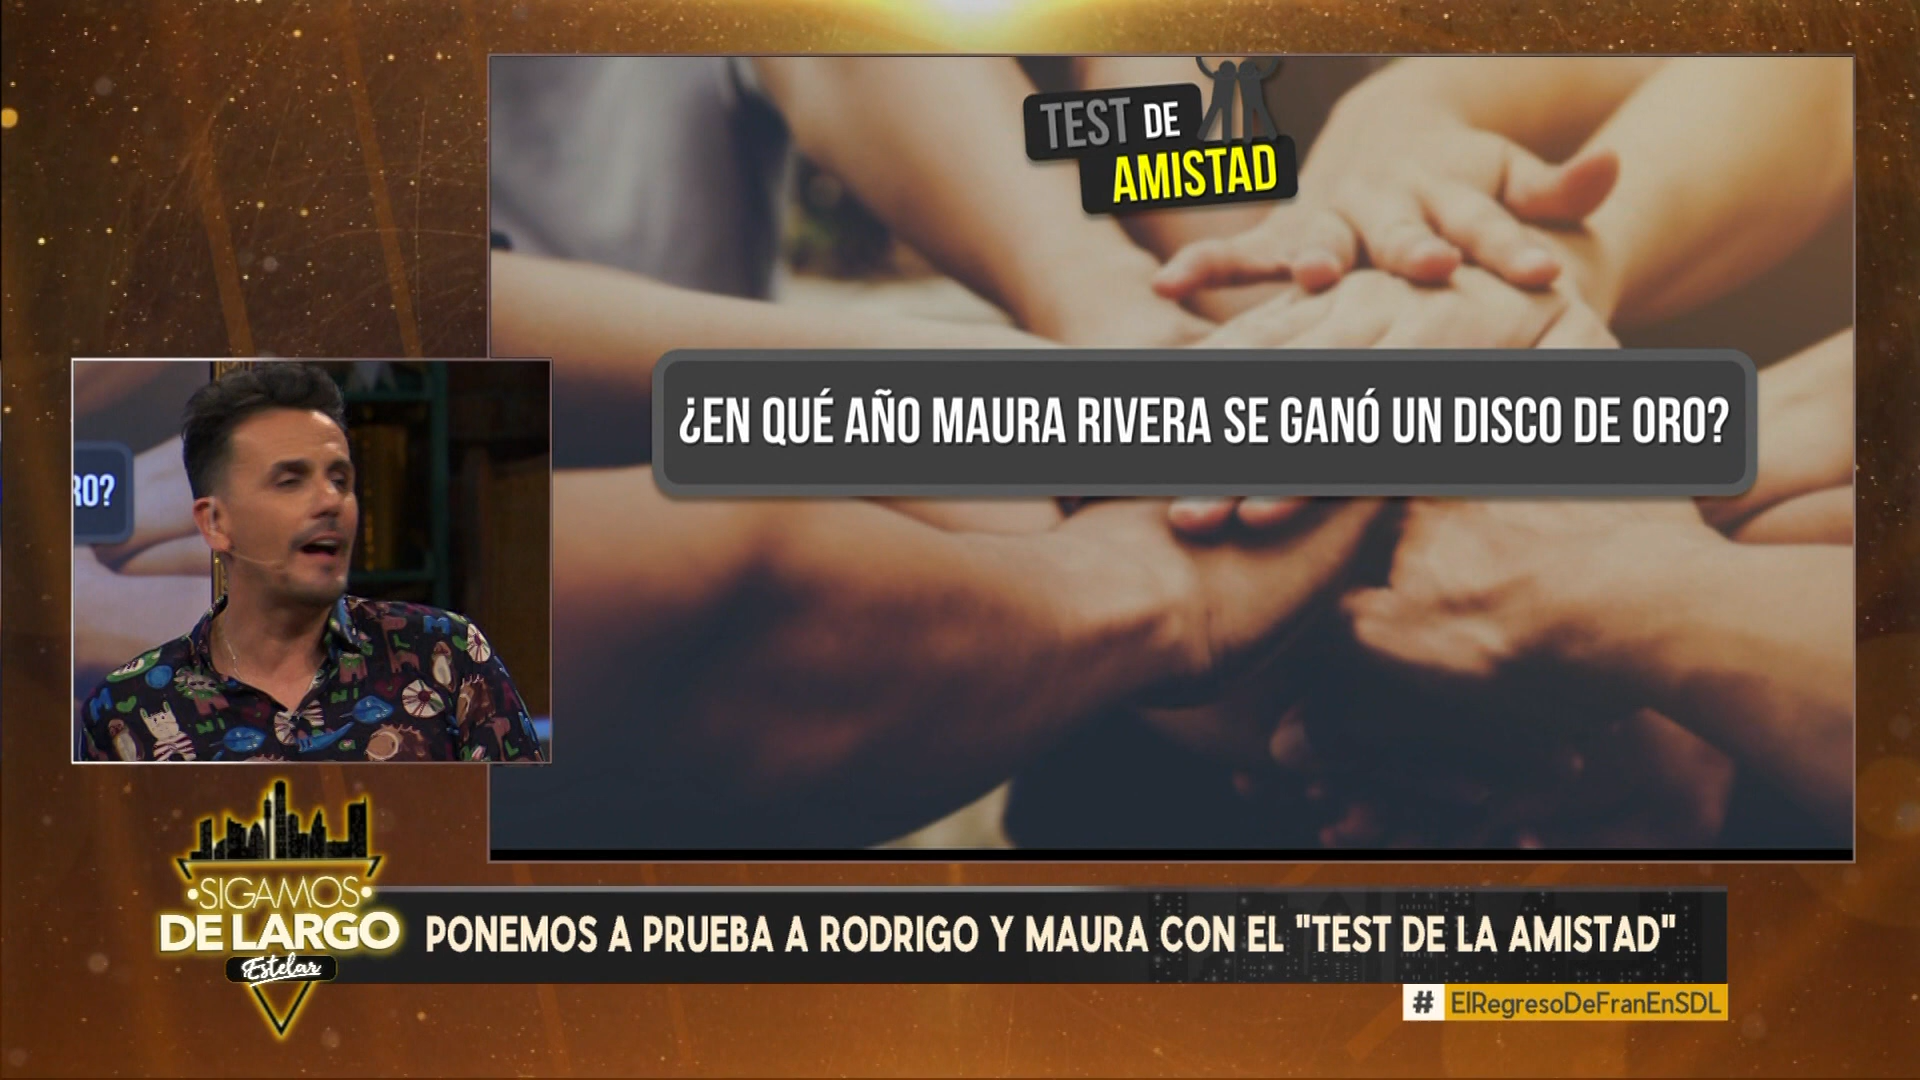 TEST DE
AMISTAD
¿EN QUÉ AÑO MAURA RIVERA SE GANÓ UN DISCO DE ORO?
RO?
•SIGAMOS•
DE LARGO
Estelar
PONEMOS A PRUEBA A RODRIGO Y MAURA CON EL "TEST DE LA AMISTAD"
# ElRegresoDeFranEnSDL